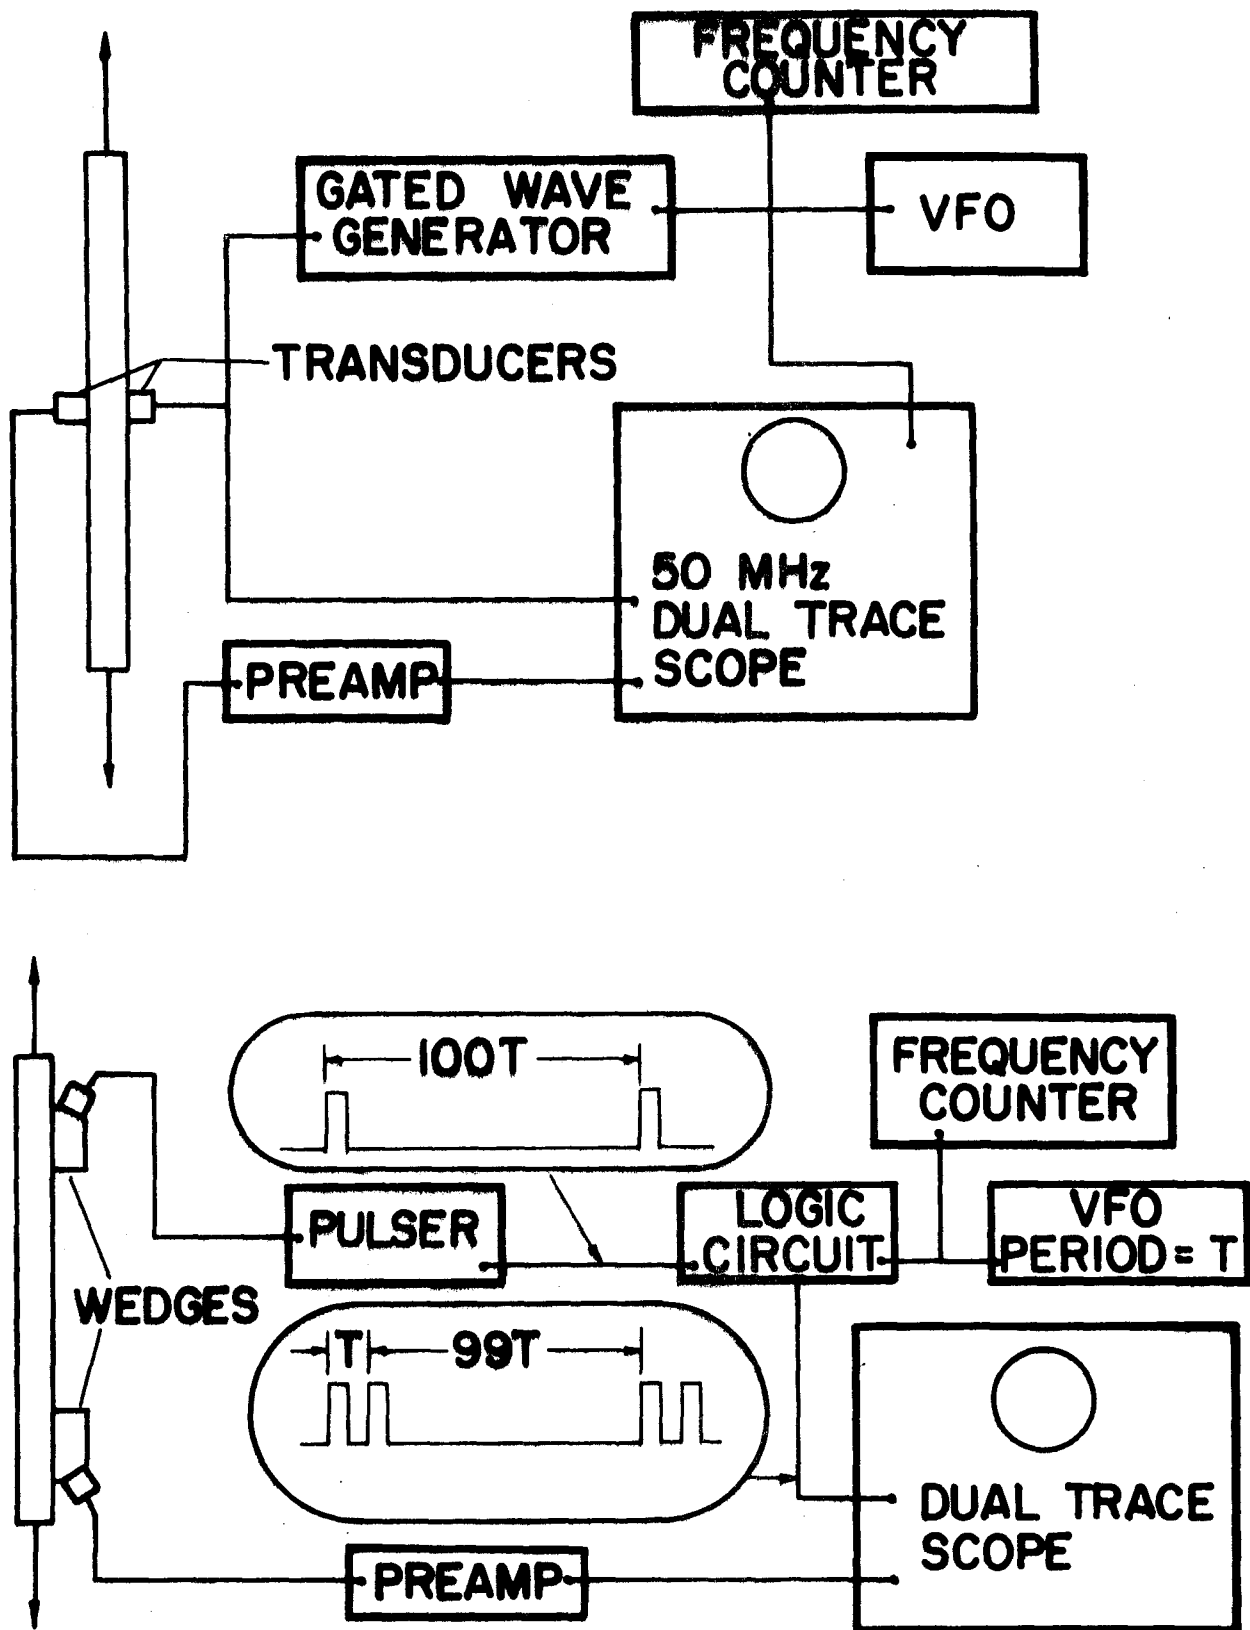 FREQUENCY
COUNTER
GATED WAVE
GENERATOR
VFO
TRANSDUCERS
50 MHz
DUAL TRACE
SCOPE
PREAMP
100T
FREQUENCY
COUNTER
PULSER
LOGIC
CIRCUIT
VFO
PERIOD = T
WEDGES
T
99T
DUAL TRACE
SCOPE
PREAMP